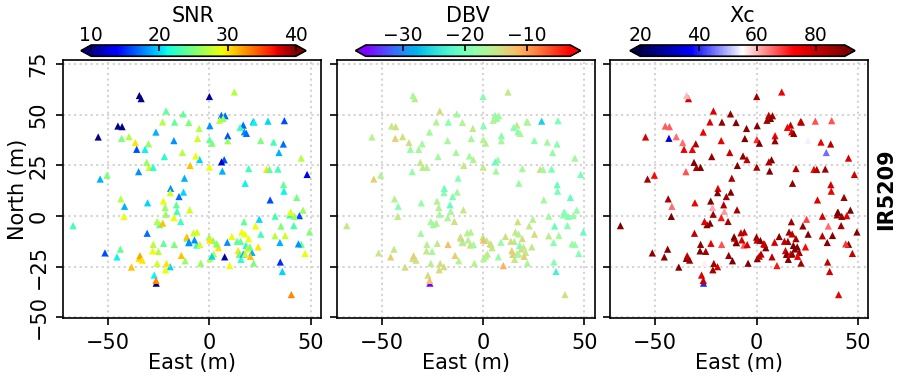 SNR DBV Xc
10 20 30 40 −30 −20 −10 20 40 60 80
75
50
25
0
−25
−50
North (m)
−50 0 50 −50 0 50 −50 0 50
East (m) East (m) East (m)
IR5209